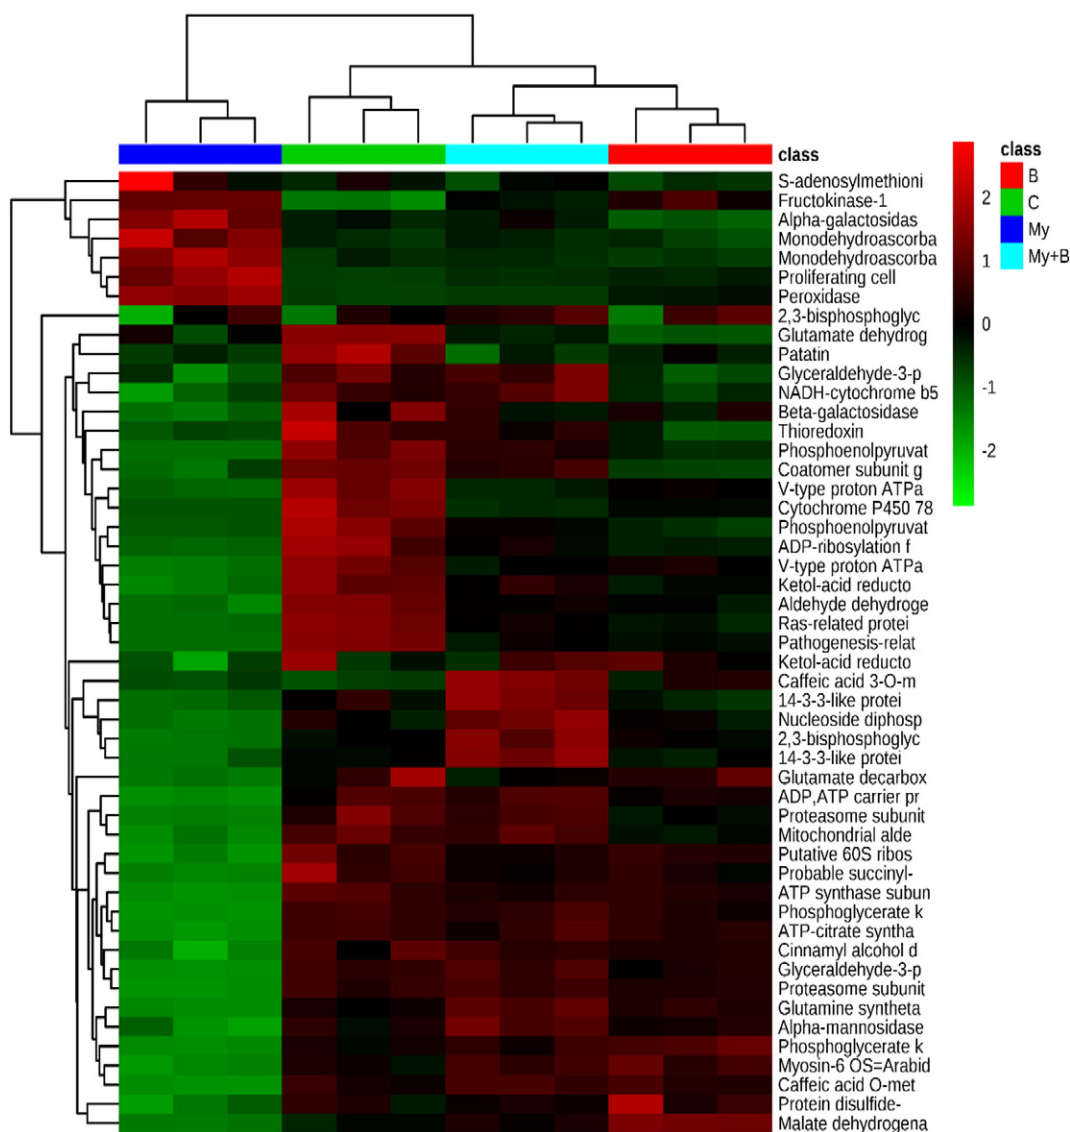 class
S-adenosylmethioni
Fructokinase-1
Alpha-galactosidas
Monodehydroascorba
Monodehydroascorba
Proliferating cell
Peroxidase
2,3-bisphosphoglyc
Glutamate dehydrog
Patatin
Glyceraldehyde-3-p
NADH-cytochrome b5
Beta-galactosidase
Thioredoxin
Phosphoenolpyruvat
Coatomer subunit g
V-type proton ATPa
Cytochrome P450 78
Phosphoenolpyruvat
ADP-ribosylation f
V-type proton ATPa
Ketol-acid reducto
Aldehyde dehydroge
Ras-related protei
Pathogenesis-relat
Ketol-acid reducto
Caffeic acid 3-O-m
14-3-3-like protei
Nucleoside diphosp
2,3-bisphosphoglyc
14-3-3-like protei
Glutamate decarbox
ADP,ATP carrier pr
Proteasome subunit
Mitochondrial alde
Putative 60S ribos
Probable succinyl-
ATP synthase subun
Phosphoglycerate k
ATP-citrate syntha
Cinnamyl alcohol d
Glyceraldehyde-3-p
Proteasome subunit
Glutamine syntheta
Alpha-mannosidase
Phosphoglycerate k
Myosin-6 OS=Arabid
Caffeic acid O-met
Protein disulfide-
Malate dehydrogena
2
1
0
-1
-2
class
B
C
My
My+B